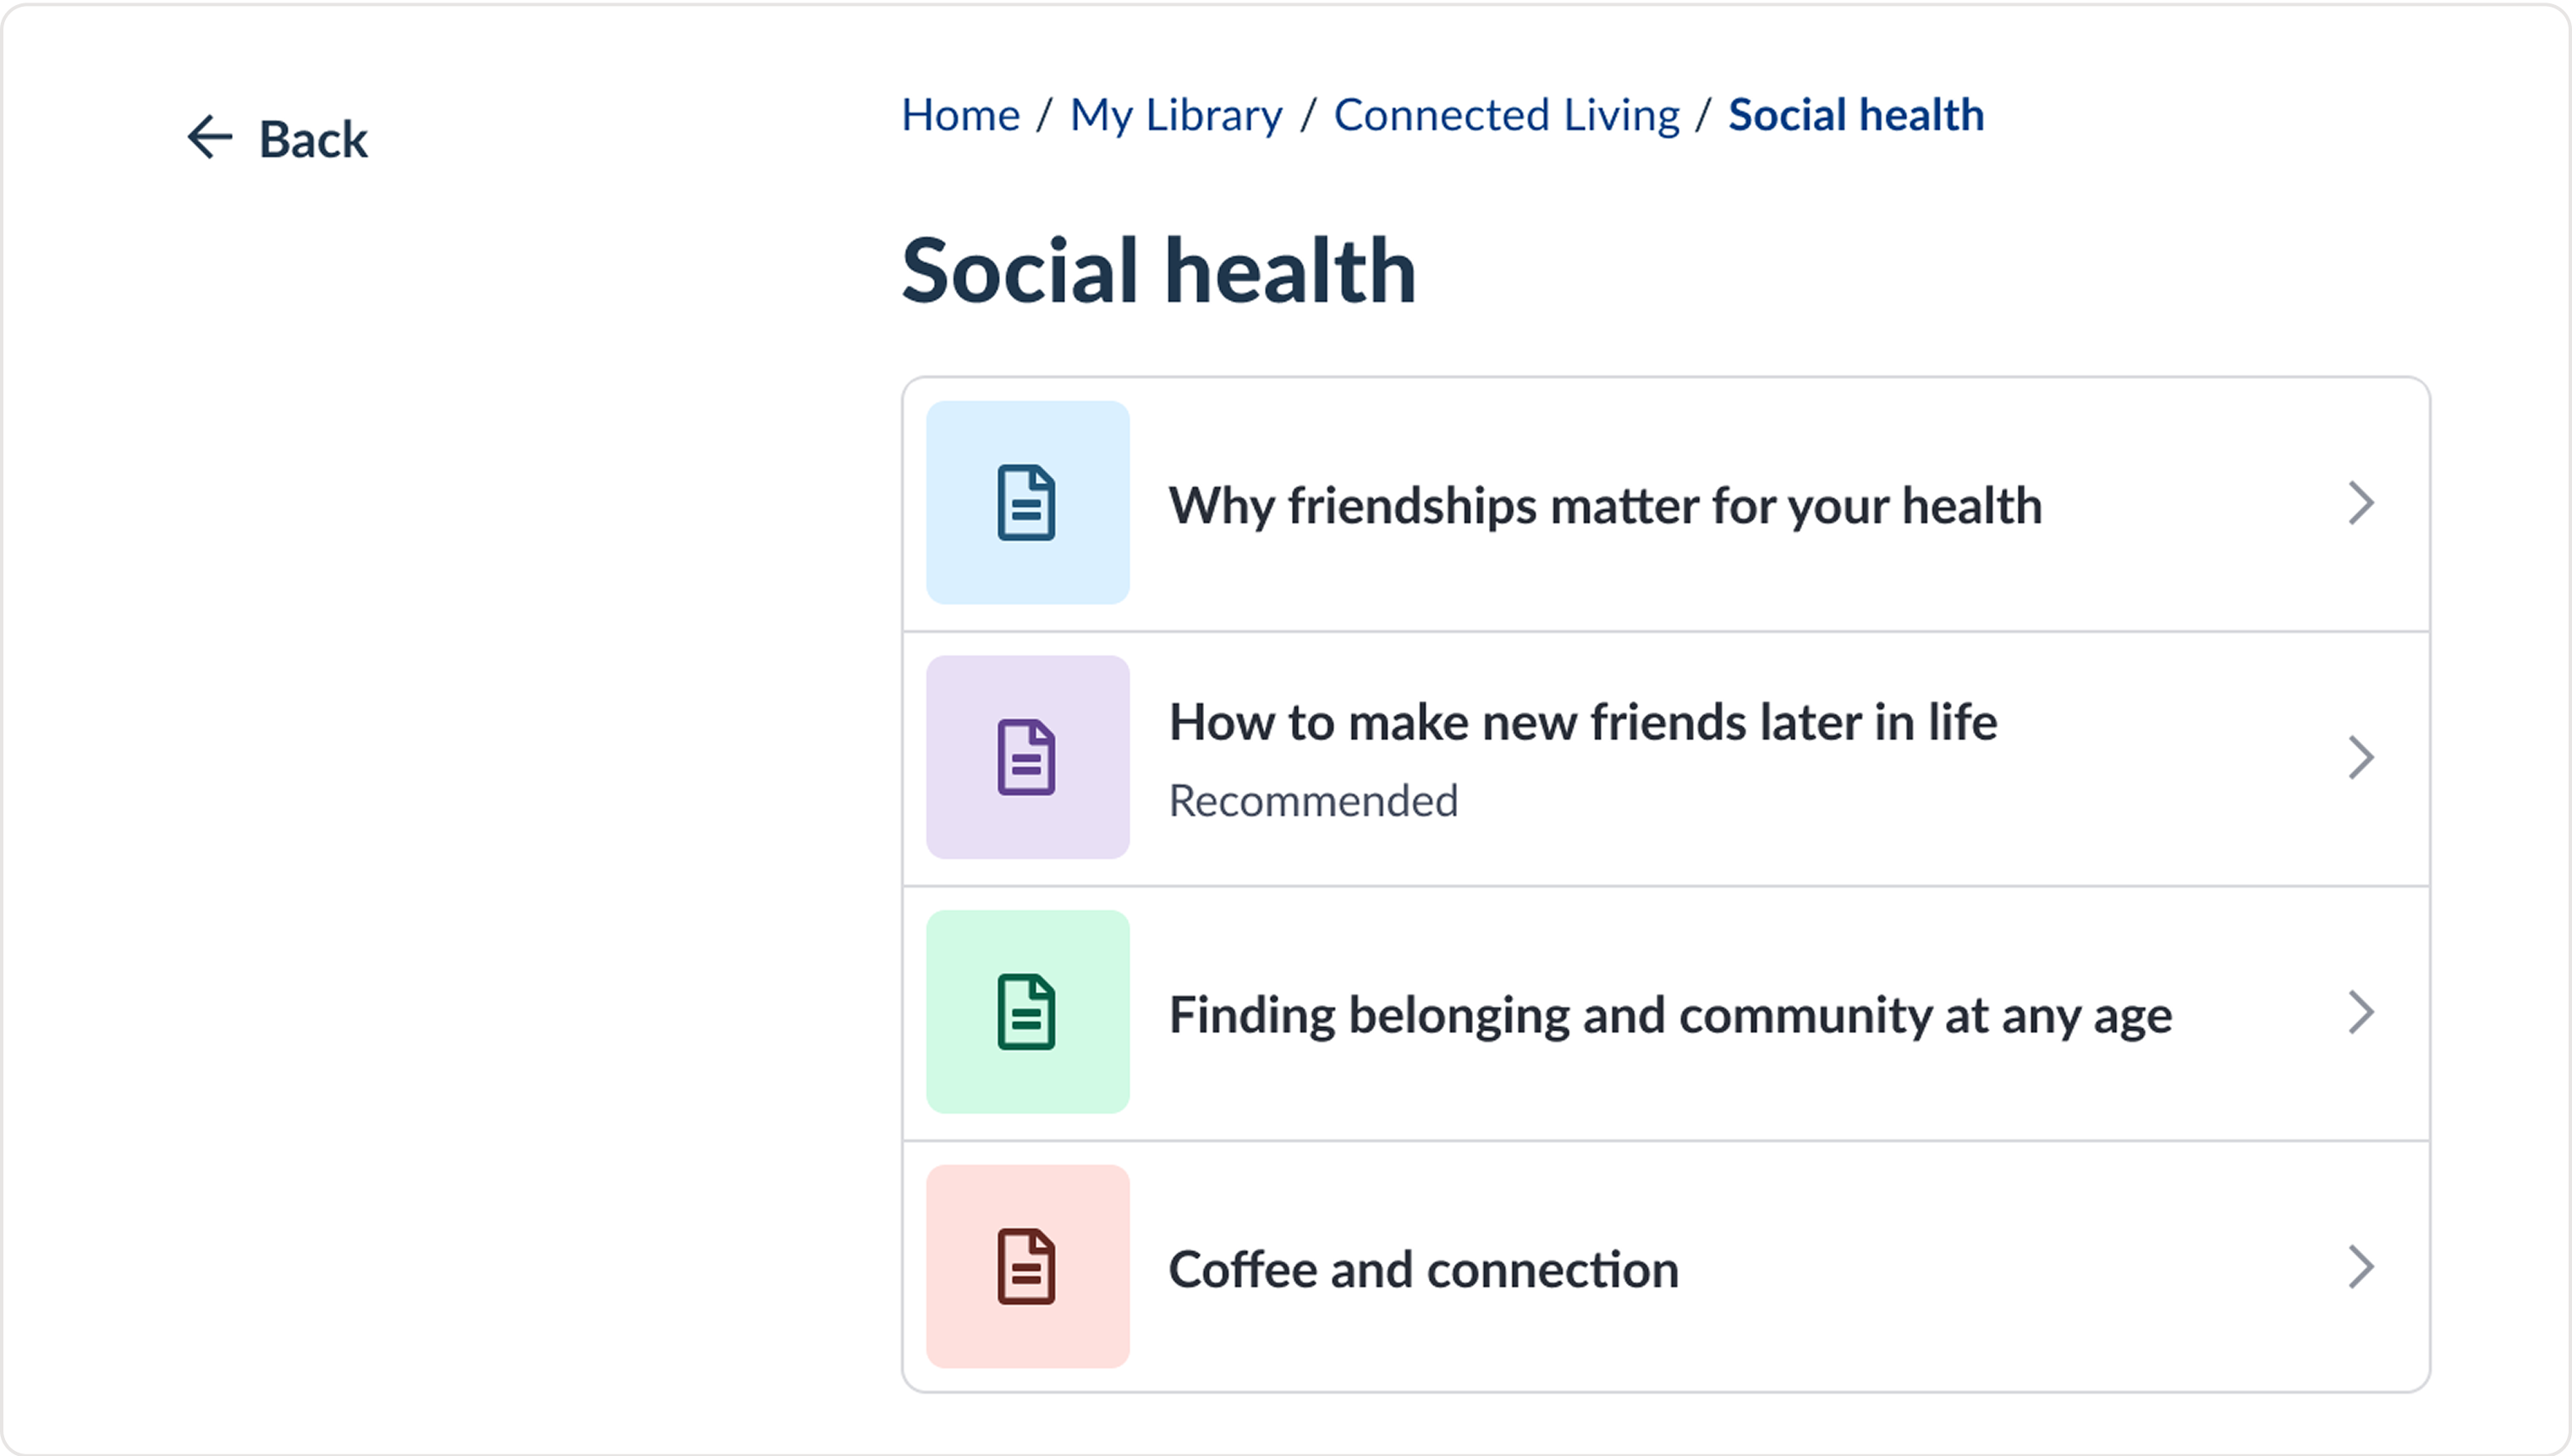 Back
Home / My Library / Connected Living / Social health
Social health
Why friendships matter for your health
How to make new friends later in life
Recommended
Finding belonging and community at any age
Coffee and connection